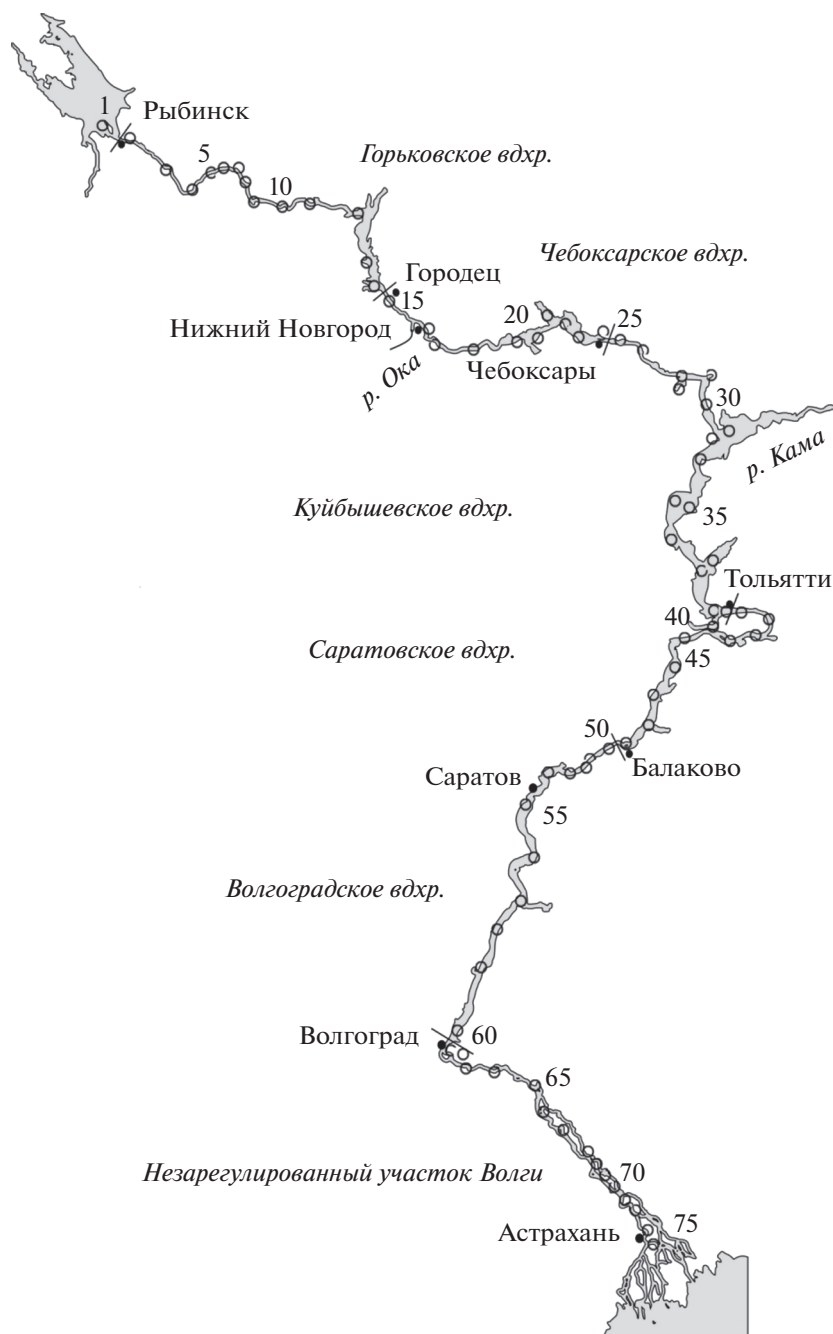 1
Рыбинск
5
Горьковское вдхр.
10
Чебоксарское вдхр.
Городец
15
20
25
Нижний Новгород
Чебоксары
р. Ока
30
р. Кама
Куйбышевское вдхр.
35
Тольятти
40
Саратовское вдхр.
45
50
Балаково
Саратов
55
Волгоградское вдхр.
Волгоград
60
65
Незарегулированный участок Волги
70
75
Астрахань